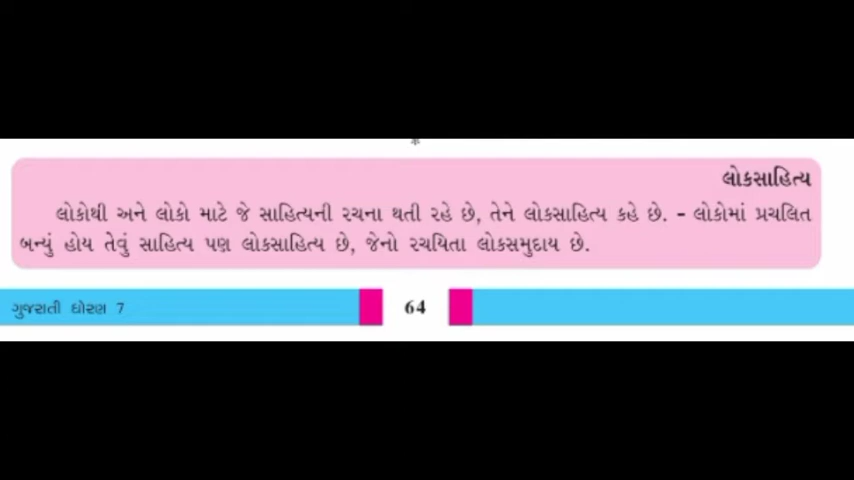 *
લોકસાહિત્ય
લોકોથી અને લોકો માટે જે સાહિત્યની રચના થતી રહે છે, તેને લોકસાહિત્ય કહે છે. - લોકોમાં પ્રચલિત
બન્યું હોય તેવું સાહિત્ય પણ લોકસાહિત્ય છે, જેનો રચયિતા લોકસમુદાય છે.
ગુજરાતી ધોરણ 7
64